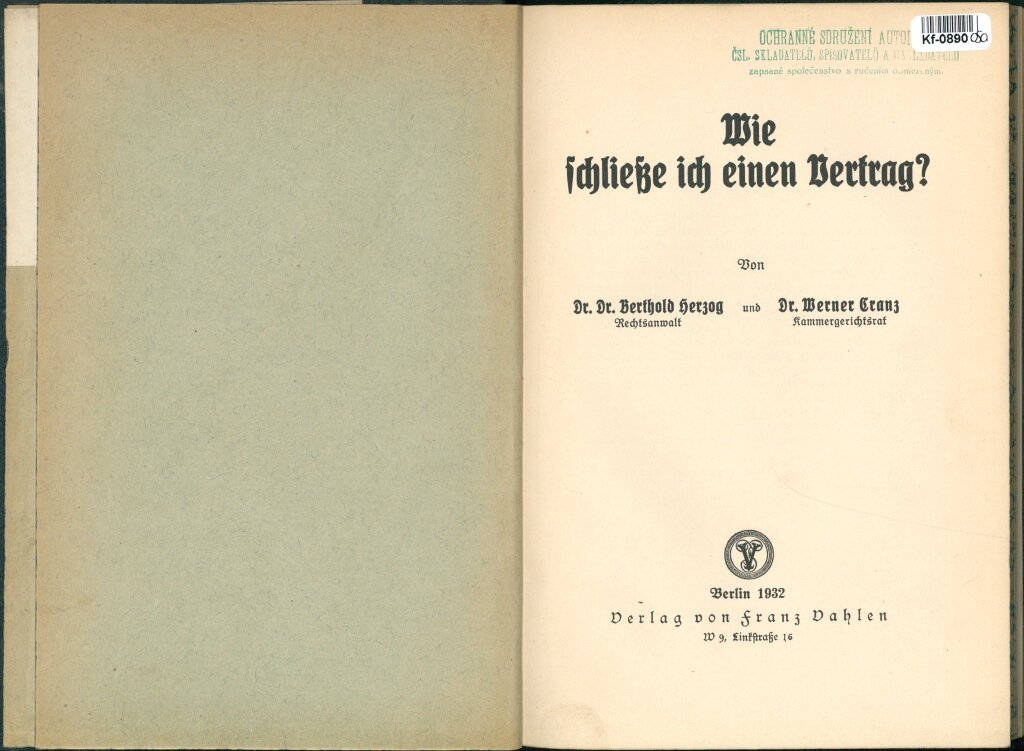 OCHRANNÉ SDRUŽENÍ
ČSL. SKLADATELŮ, SPISOVATELŮ A NAKLADATELŮ
zapsané společenstvo s ručením obmezeným.
Kf-0890
Wie
schließe ich einen Vertrag?
Von
Dr. Dr. Berthold Herzog und Dr. Werner Cranz
Rechtsanwalt Kammergerichtsrat
Berlin 1932
Verlag von Franz Vahlen
W 9, Linkstraße 16